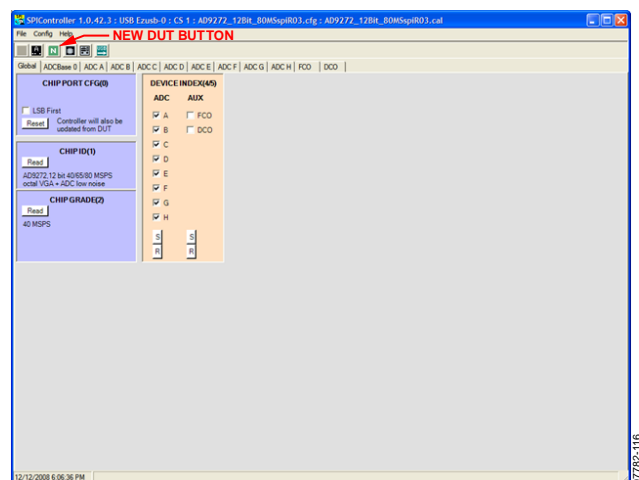 SPIController 1.0.42.3 : USB Ezusb-0 : CS 1 : AD9272_12Bit_80MSspiR03.cfg : AD9272_12Bit_80MSspiR03.cal
File Config Help
NEW DUT BUTTON
N
Global ADCBase 0 ADC A ADC B ADC C ADC D ADC E ADC F ADC G ADC H FCO DCO
CHIP PORT CFG(0)
LSB First
Reset
Controller will also be
updated from DUT
CHIP ID(1)
Read
AD9272,12 bit 40/65/80 MSPS
octal VGA + ADC low noise
CHIP GRADE(2)
Read
40 MSPS
DEVICE INDEX(4/5)
ADC AUX
A FCO
B DCO
C
D
E
F
G
H
S S
R R
12/12/2008 6:06:36 PM
07782-116